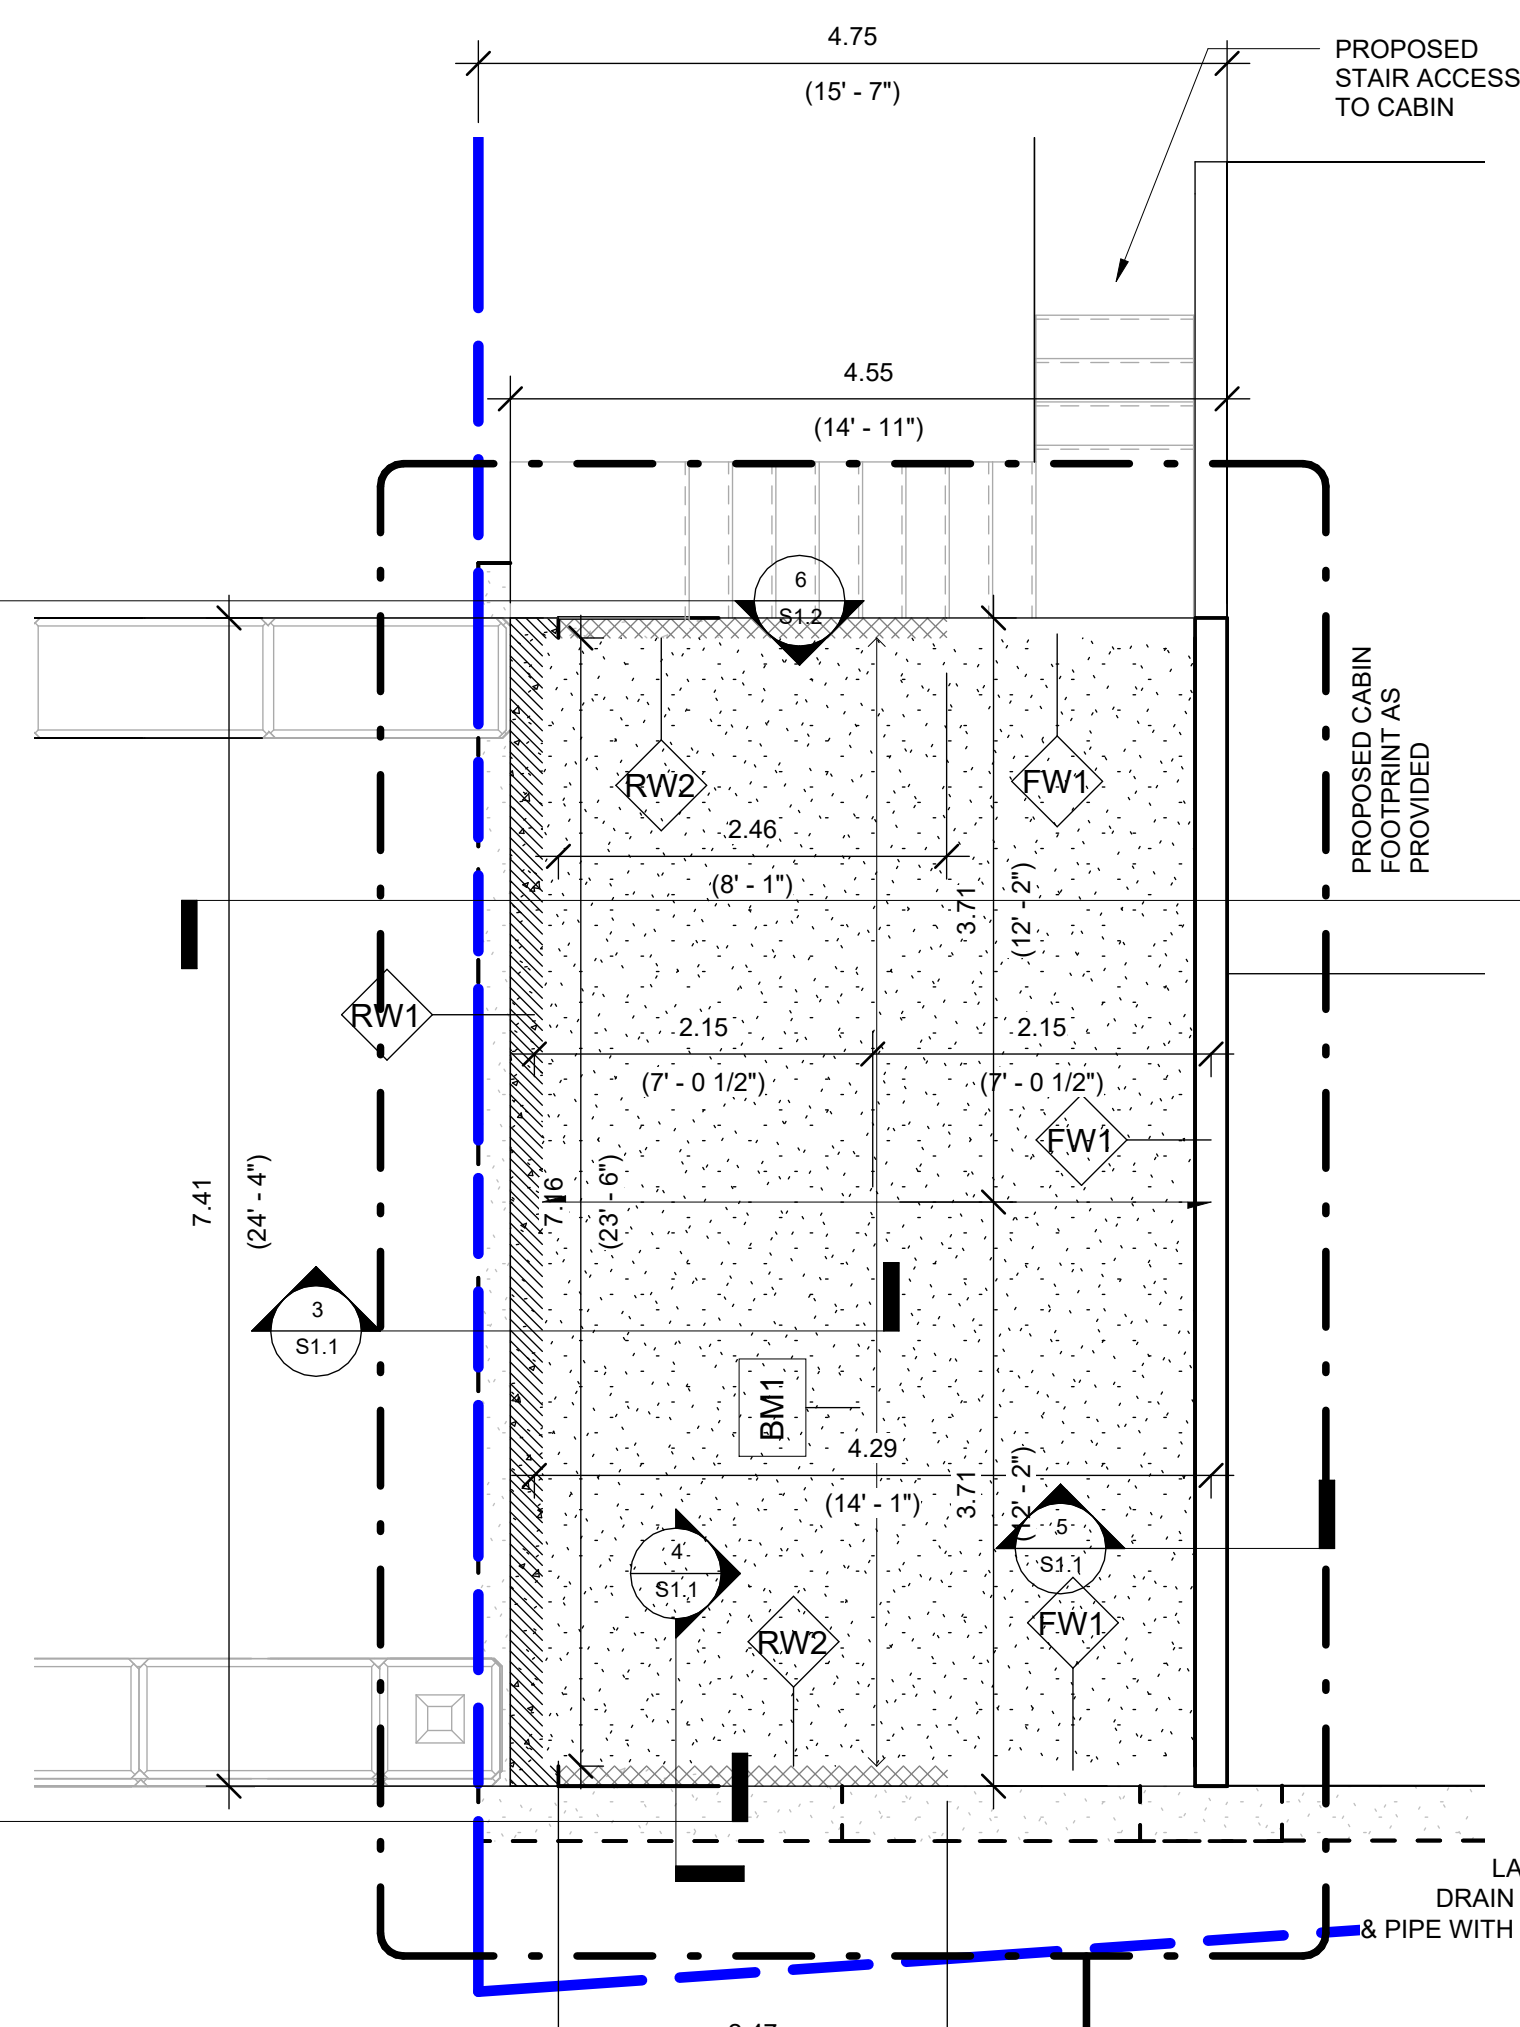 4.75
(15' - 7")
PROPOSED
STAIR ACCESS
TO CABIN
4.55
(14' - 11")
6
S1.2
PROPOSED CABIN
FOOTPRINT AS
PROVIDED
RW2
FW1
2.46
(8' - 1")
3.71
(12' - 2")
RW1
2.15
(7' - 0 1/2")
2.15
(7' - 0 1/2")
FW1
7.41
(24' - 4")
7.16
(23' - 6")
3
S1.1
BM1
4.29
(14' - 1")
3.71
(12' - 2")
4
S1.1
5
S1.1
RW2
FW1
LA
DRAIN
& PIPE WITH